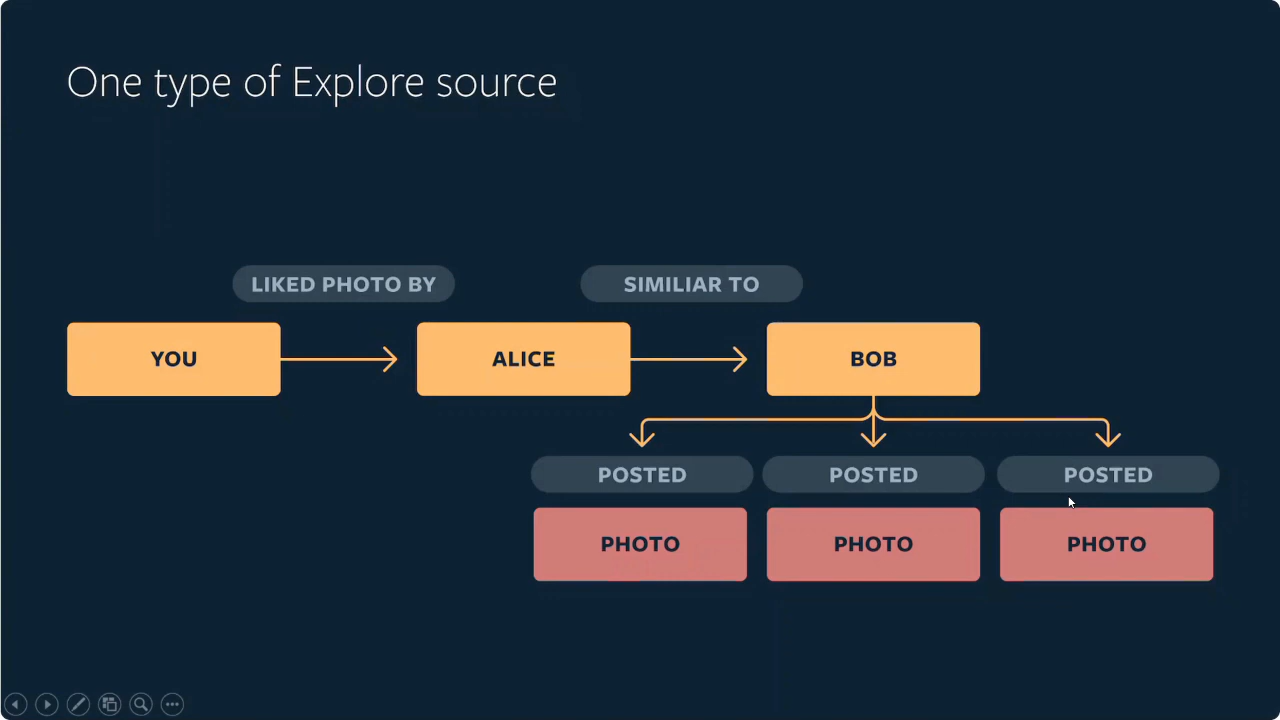 One type of Explore source
LIKED PHOTO BY
SIMILIAR TO
YOU
ALICE
BOB
POSTED
POSTED
POSTED
PHOTO
PHOTO
PHOTO